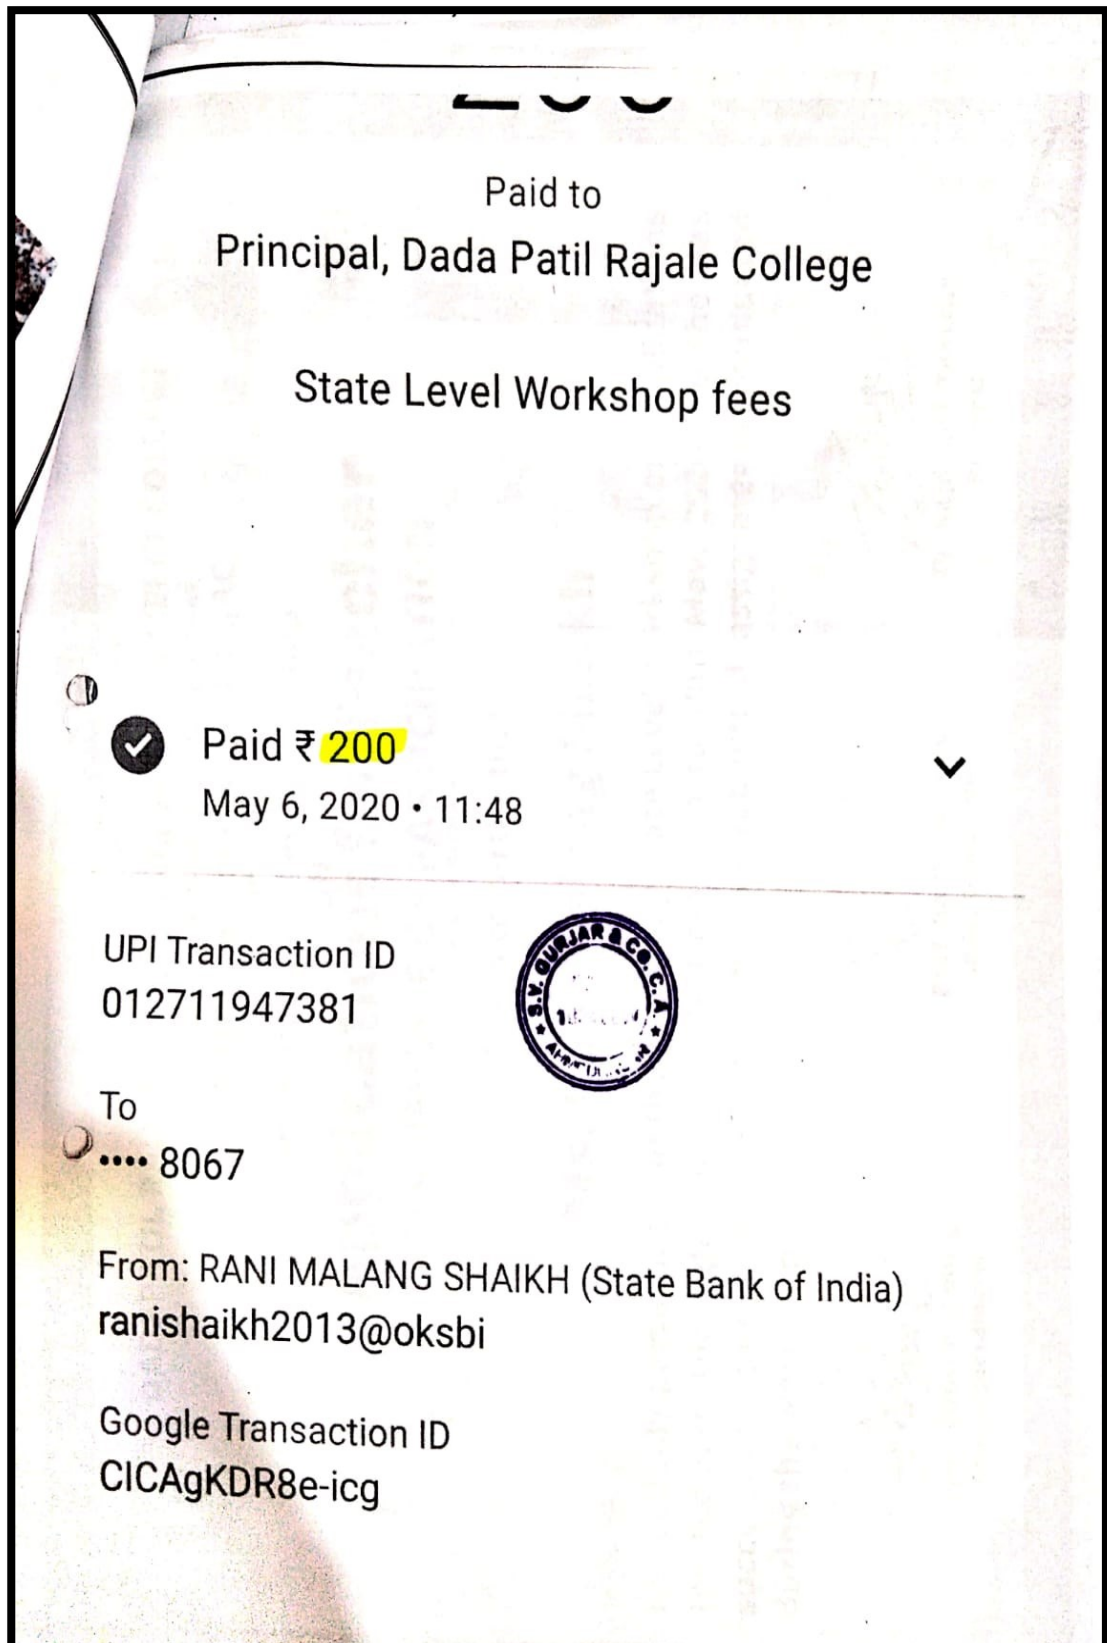 Paid to
Principal, Dada Patil Rajale College
State Level Workshop fees
Paid ₹ 200
May 6, 2020 • 11:48
UPI Transaction ID
012711947381
S.V. GURJAR & CO. C.A
To
•••• 8067
From: RANI MALANG SHAIKH (State Bank of India)
ranishaikh2013@oksbi
Google Transaction ID
CICAgKDR8e-icg